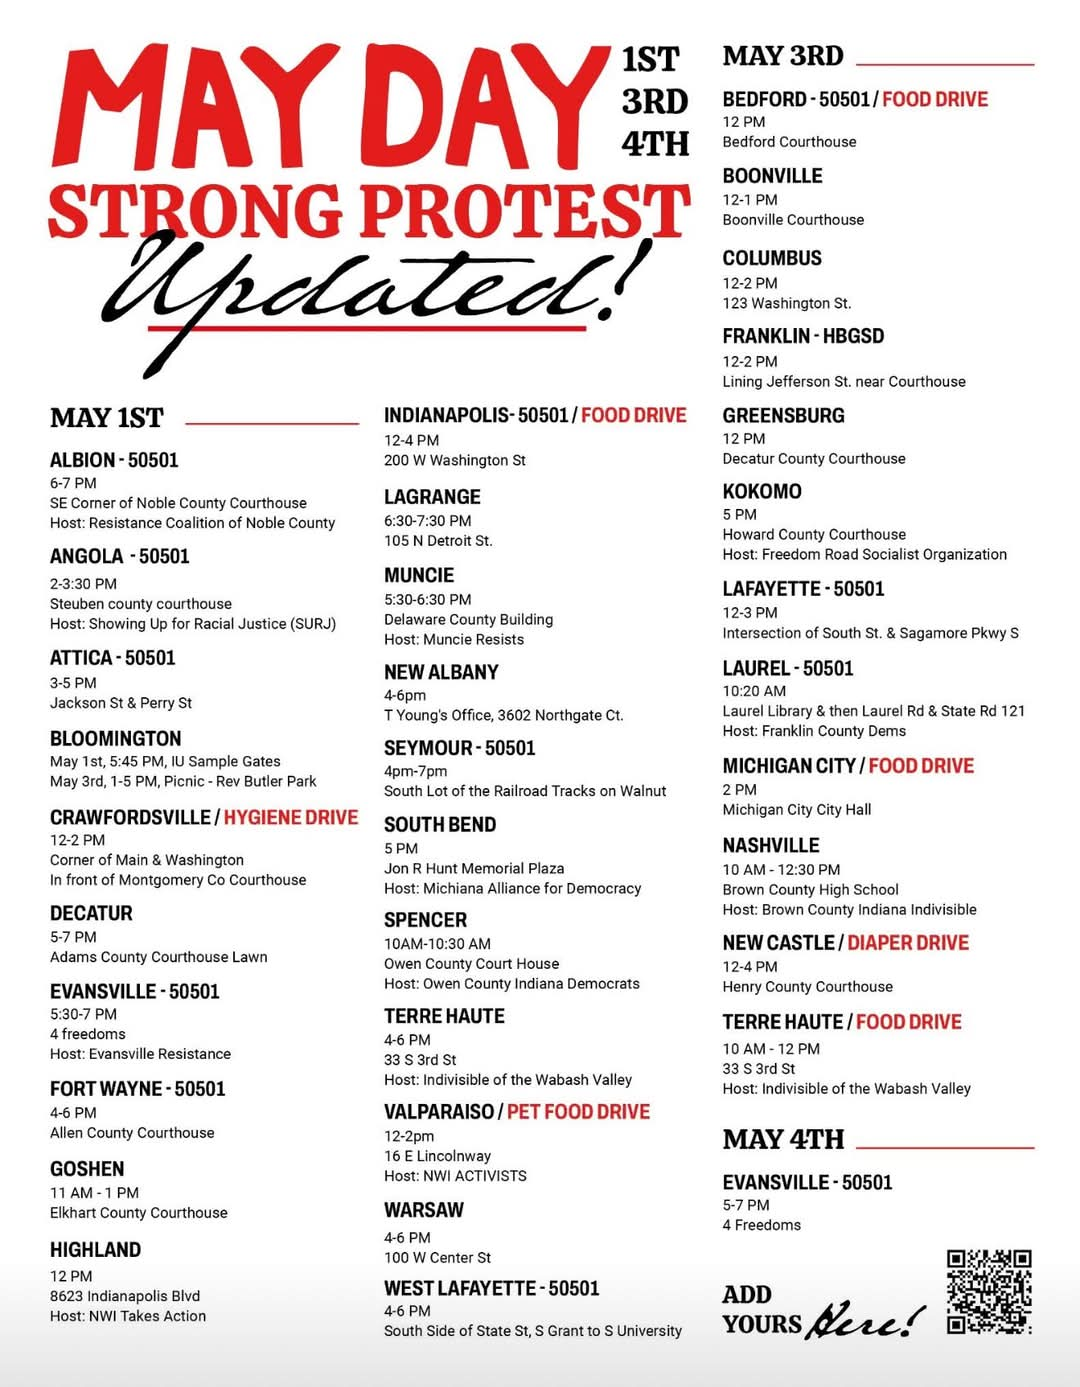 MAY DAY
1ST
3RD
4TH
STRONG PROTEST
Updated!
MAY 1ST
ALBION - 50501
6-7 PM
SE Corner of Noble County Courthouse
Host: Resistance Coalition of Noble County
ANGOLA - 50501
2-3:30 PM
Steuben county courthouse
Host: Showing Up for Racial Justice (SURJ)
ATTICA - 50501
3-5 PM
Jackson St & Perry St
BLOOMINGTON
May 1st, 5:45 PM, IU Sample Gates
May 3rd, 1-5 PM, Picnic - Rev Butler Park
CRAWFORDSVILLE / HYGIENE DRIVE
12-2 PM
Corner of Main & Washington
In front of Montgomery Co Courthouse
DECATUR
5-7 PM
Adams County Courthouse Lawn
EVANSVILLE - 50501
5:30-7 PM
4 freedoms
Host: Evansville Resistance
FORT WAYNE - 50501
4-6 PM
Allen County Courthouse
GOSHEN
11 AM - 1 PM
Elkhart County Courthouse
HIGHLAND
12 PM
8623 Indianapolis Blvd
Host: NWI Takes Action
INDIANAPOLIS- 50501 / FOOD DRIVE
12-4 PM
200 W Washington St
LAGRANGE
6:30-7:30 PM
105 N Detroit St.
MUNCIE
5:30-6:30 PM
Delaware County Building
Host: Muncie Resists
NEW ALBANY
4-6pm
T Young's Office, 3602 Northgate Ct.
SEYMOUR - 50501
4pm-7pm
South Lot of the Railroad Tracks on Walnut
SOUTH BEND
5 PM
Jon R Hunt Memorial Plaza
Host: Michiana Alliance for Democracy
SPENCER
10AM-10:30 AM
Owen County Court House
Host: Owen County Indiana Democrats
TERRE HAUTE
4-6 PM
33 S 3rd St
Host: Indivisible of the Wabash Valley
VALPARAISO / PET FOOD DRIVE
12-2pm
16 E Lincolnway
Host: NWI ACTIVISTS
WARSAW
4-6 PM
100 W Center St
WEST LAFAYETTE - 50501
4-6 PM
South Side of State St, S Grant to S University
MAY 3RD
BEDFORD - 50501 / FOOD DRIVE
12 PM
Bedford Courthouse
BOONVILLE
12-1 PM
Boonville Courthouse
COLUMBUS
12-2 PM
123 Washington St.
FRANKLIN - HBGSD
12-2 PM
Lining Jefferson St. near Courthouse
GREENSBURG
12 PM
Decatur County Courthouse
KOKOMO
5 PM
Howard County Courthouse
Host: Freedom Road Socialist Organization
LAFAYETTE - 50501
12-3 PM
Intersection of South St. & Sagamore Pkwy S
LAUREL - 50501
10:20 AM
Laurel Library & then Laurel Rd & State Rd 121
Host: Franklin County Dems
MICHIGAN CITY / FOOD DRIVE
2 PM
Michigan City City Hall
NASHVILLE
10 AM - 12:30 PM
Brown County High School
Host: Brown County Indiana Indivisible
NEW CASTLE / DIAPER DRIVE
12-4 PM
Henry County Courthouse
TERRE HAUTE / FOOD DRIVE
10 AM - 12 PM
33 S 3rd St
Host: Indivisible of the Wabash Valley
MAY 4TH
EVANSVILLE - 50501
5-7 PM
4 Freedoms
ADD
YOURS Here!